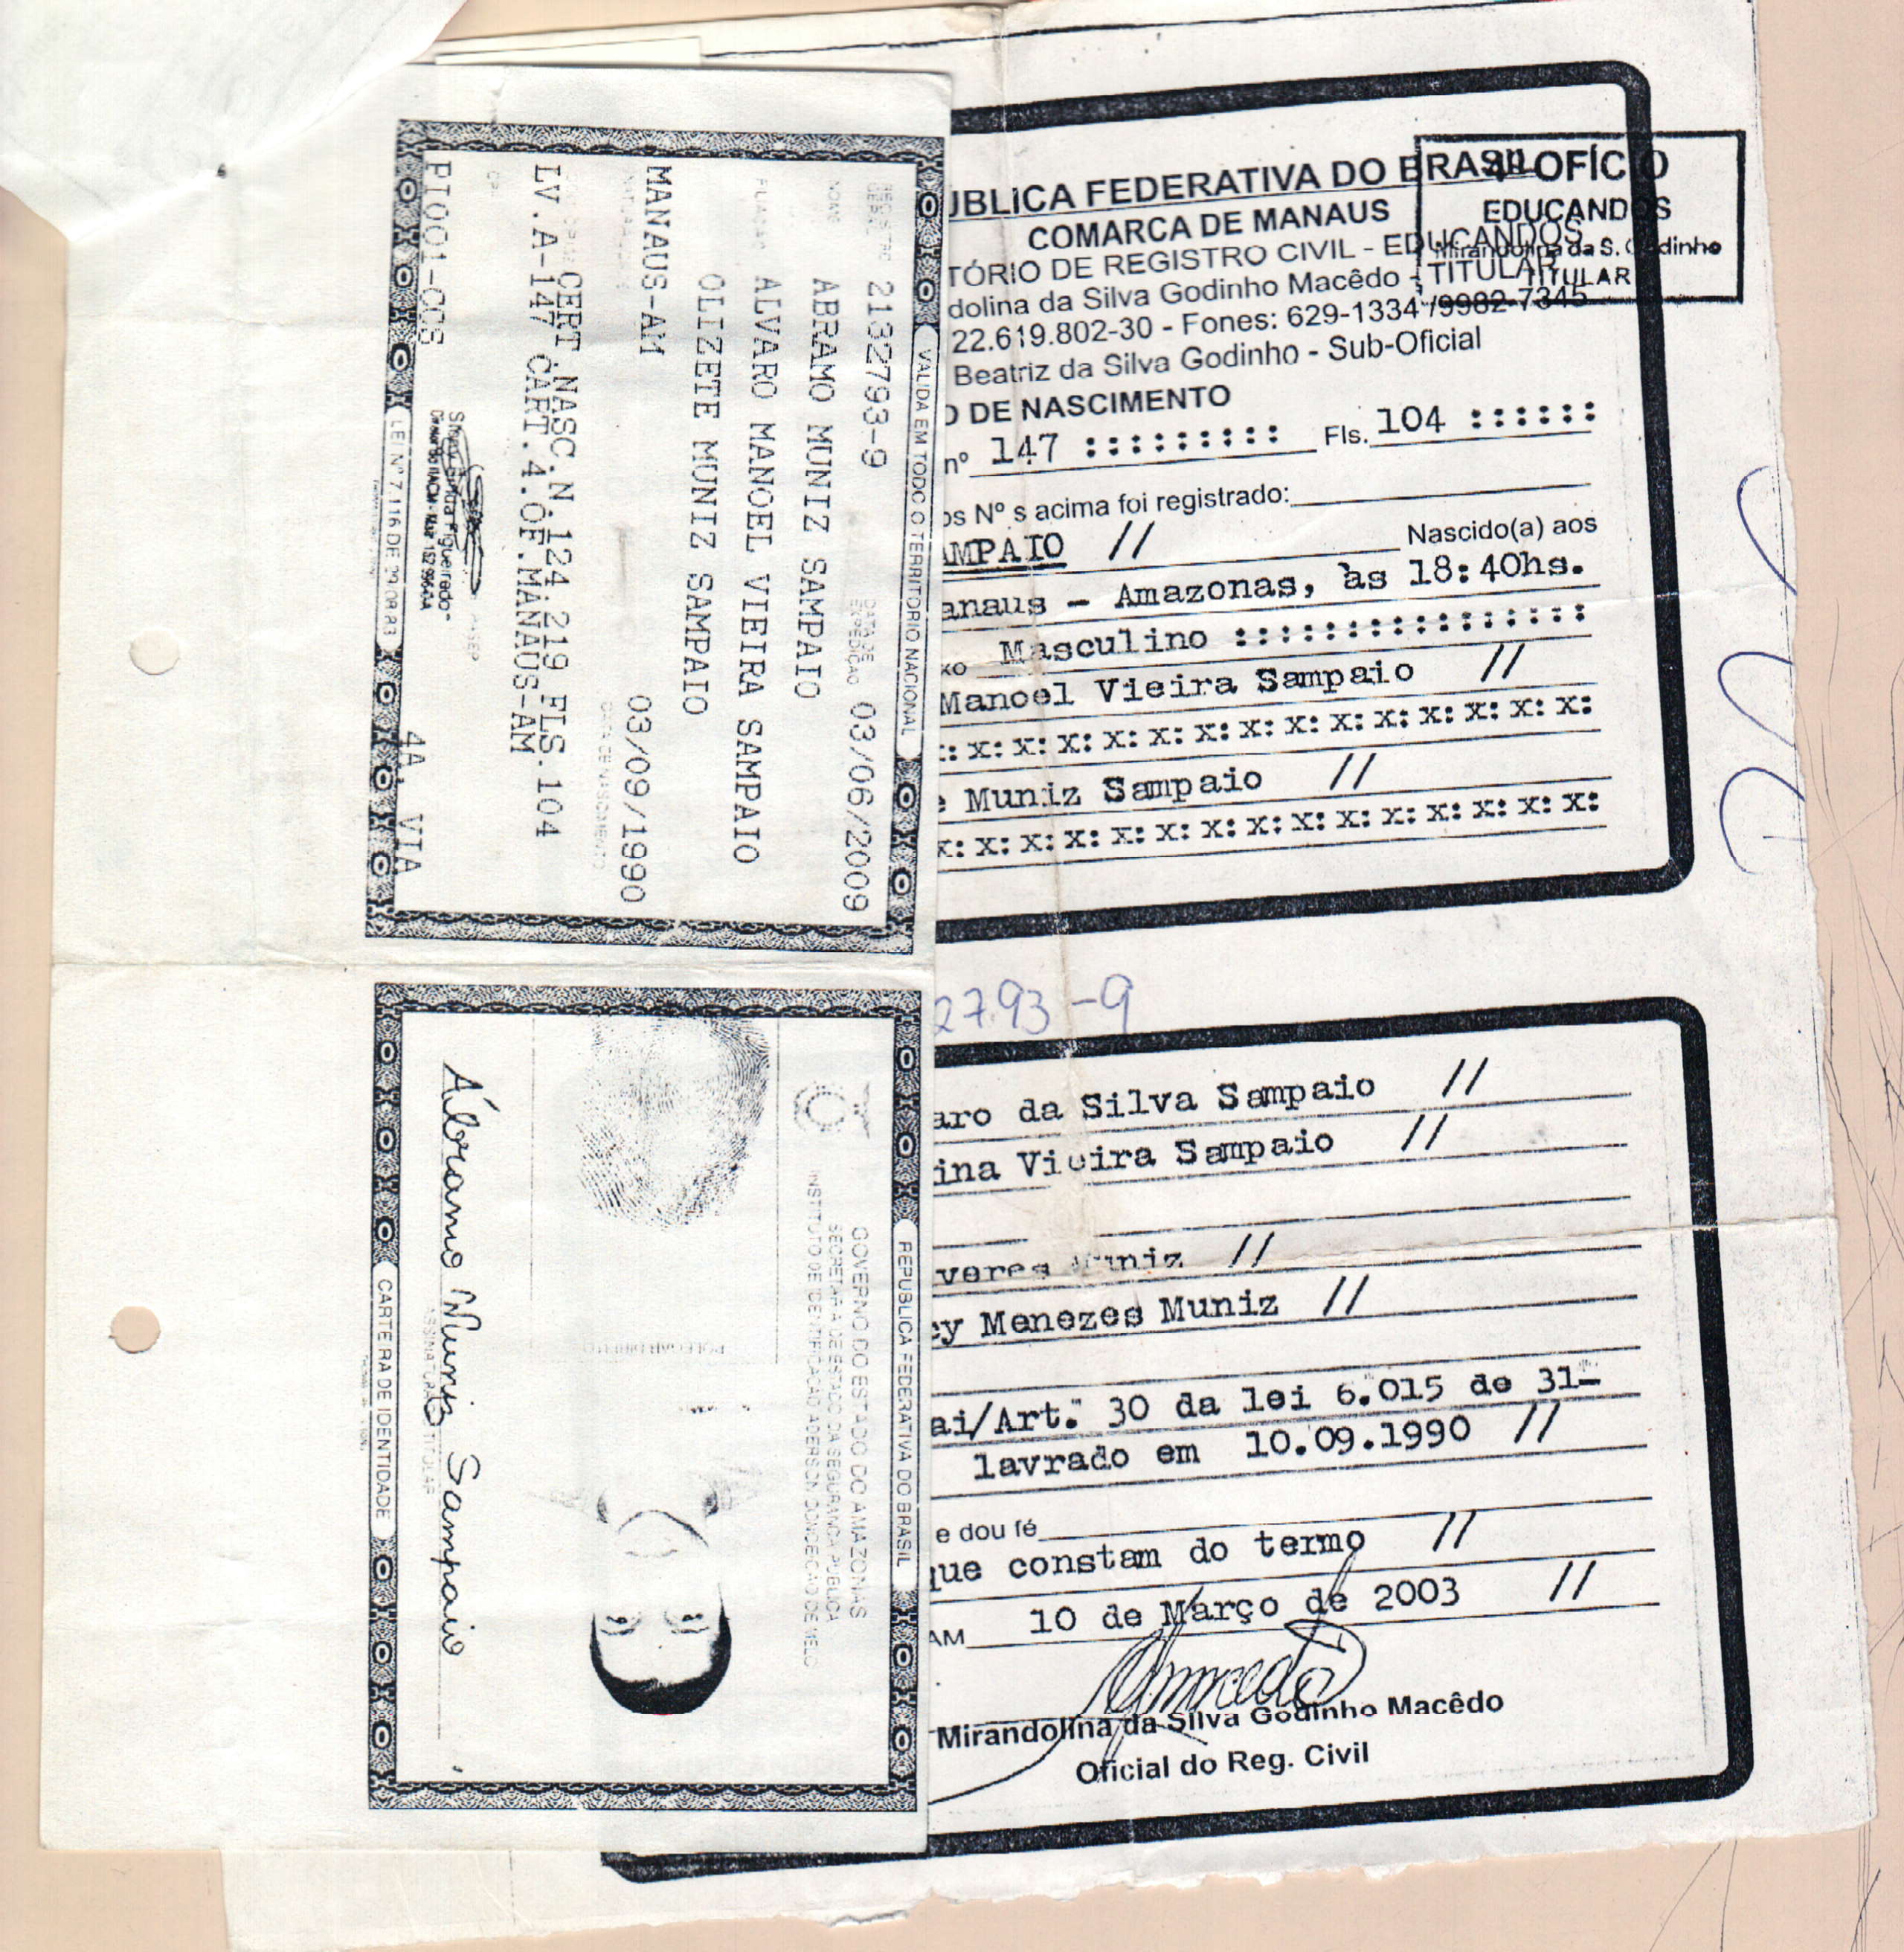 VALIDA EM TODO O TERRITORIO NACIONAL
REGISTRO GERAL 2132793-9 DATA DE EXPEDIÇÃO 03/06/2009
NOME ABRAMO MUNIZ SAMPAIO
FILIAÇÃO ALVARO MANOEL VIEIRA SAMPAIO
OLIZETE MUNIZ SAMPAIO
MANAUS-AM 03/09/1990
DATA DE NASCIMENTO
CERT.NASC.N.124.219 FLS.104
LV.A-147 CART.4.OF.MANAUS-AM
CPF
PI001-CCS 4A. VIA
LEI Nº 7.116 DE 29.08.83
REPÚBLICA FEDERATIVA DO BRASIL
GOVERNO DO ESTADO DO AMAZONAS
SECRETARIA DE ESTADO DA SEGURANÇA PÚBLICA
INSTITUTO DE IDENTIFICAÇÃO ADERSON CONCEIÇÃO DE MELO
POLEGAR DIREITO
Abramo Muniz Sampaio
ASSINATURA DO TITULAR
CARTEIRA DE IDENTIDADE
UBLICA FEDERATIVA DO BRASIL
COMARCA DE MANAUS
TÓRIO DE REGISTRO CIVIL - EDUCANDOS
dolina da Silva Godinho Macêdo - TITULAR
22.619.802-30 - Fones: 629-1334 /9982-7345
Beatriz da Silva Godinho - Sub-Oficial
4º OFÍCIO
EDUCANDOS
Mirandolina da S. Godinho
TITULAR
O DE NASCIMENTO
nº 147 ::::::::: Fls. 104 ::::::
os Nº s acima foi registrado:
AMPAIO //
Nascido(a) aos
anaus - Amazonas, às 18:40hs.
xo Masculino ::::::::::::::::
Manoel Vieira Sampaio //
: x: x: x: x: x: x: x: x: x: x: x: x: x: x:
e Muniz Sampaio //
x: x: x: x: x: x: x: x: x: x: x: x: x: x: x:
2793-9
aro da Silva Sampaio //
ina Vieira Sampaio //
veres Muniz //
cy Menezes Muniz //
ai/Art. 30 da lei 6.015 de 31-
lavrado em 10.09.1990 //
e dou fé
que constam do termo //
AM 10 de Março de 2003 //
Mirandolina da Silva Godinho Macêdo
Oficial do Reg. Civil